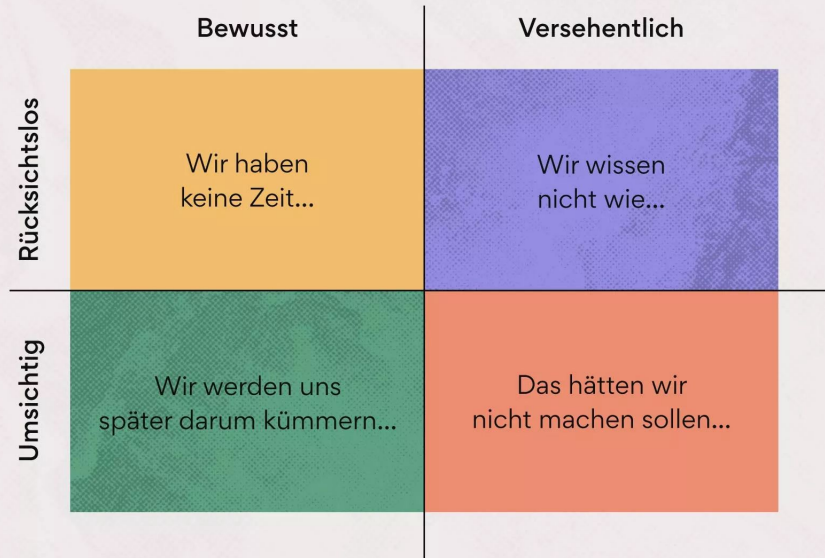 Bewusst
Versehentlich
Rücksichtslos
Wir haben
keine Zeit...
Wir wissen
nicht wie...
Umsichtig
Wir werden uns
später darum kümmern...
Das hätten wir
nicht machen sollen...